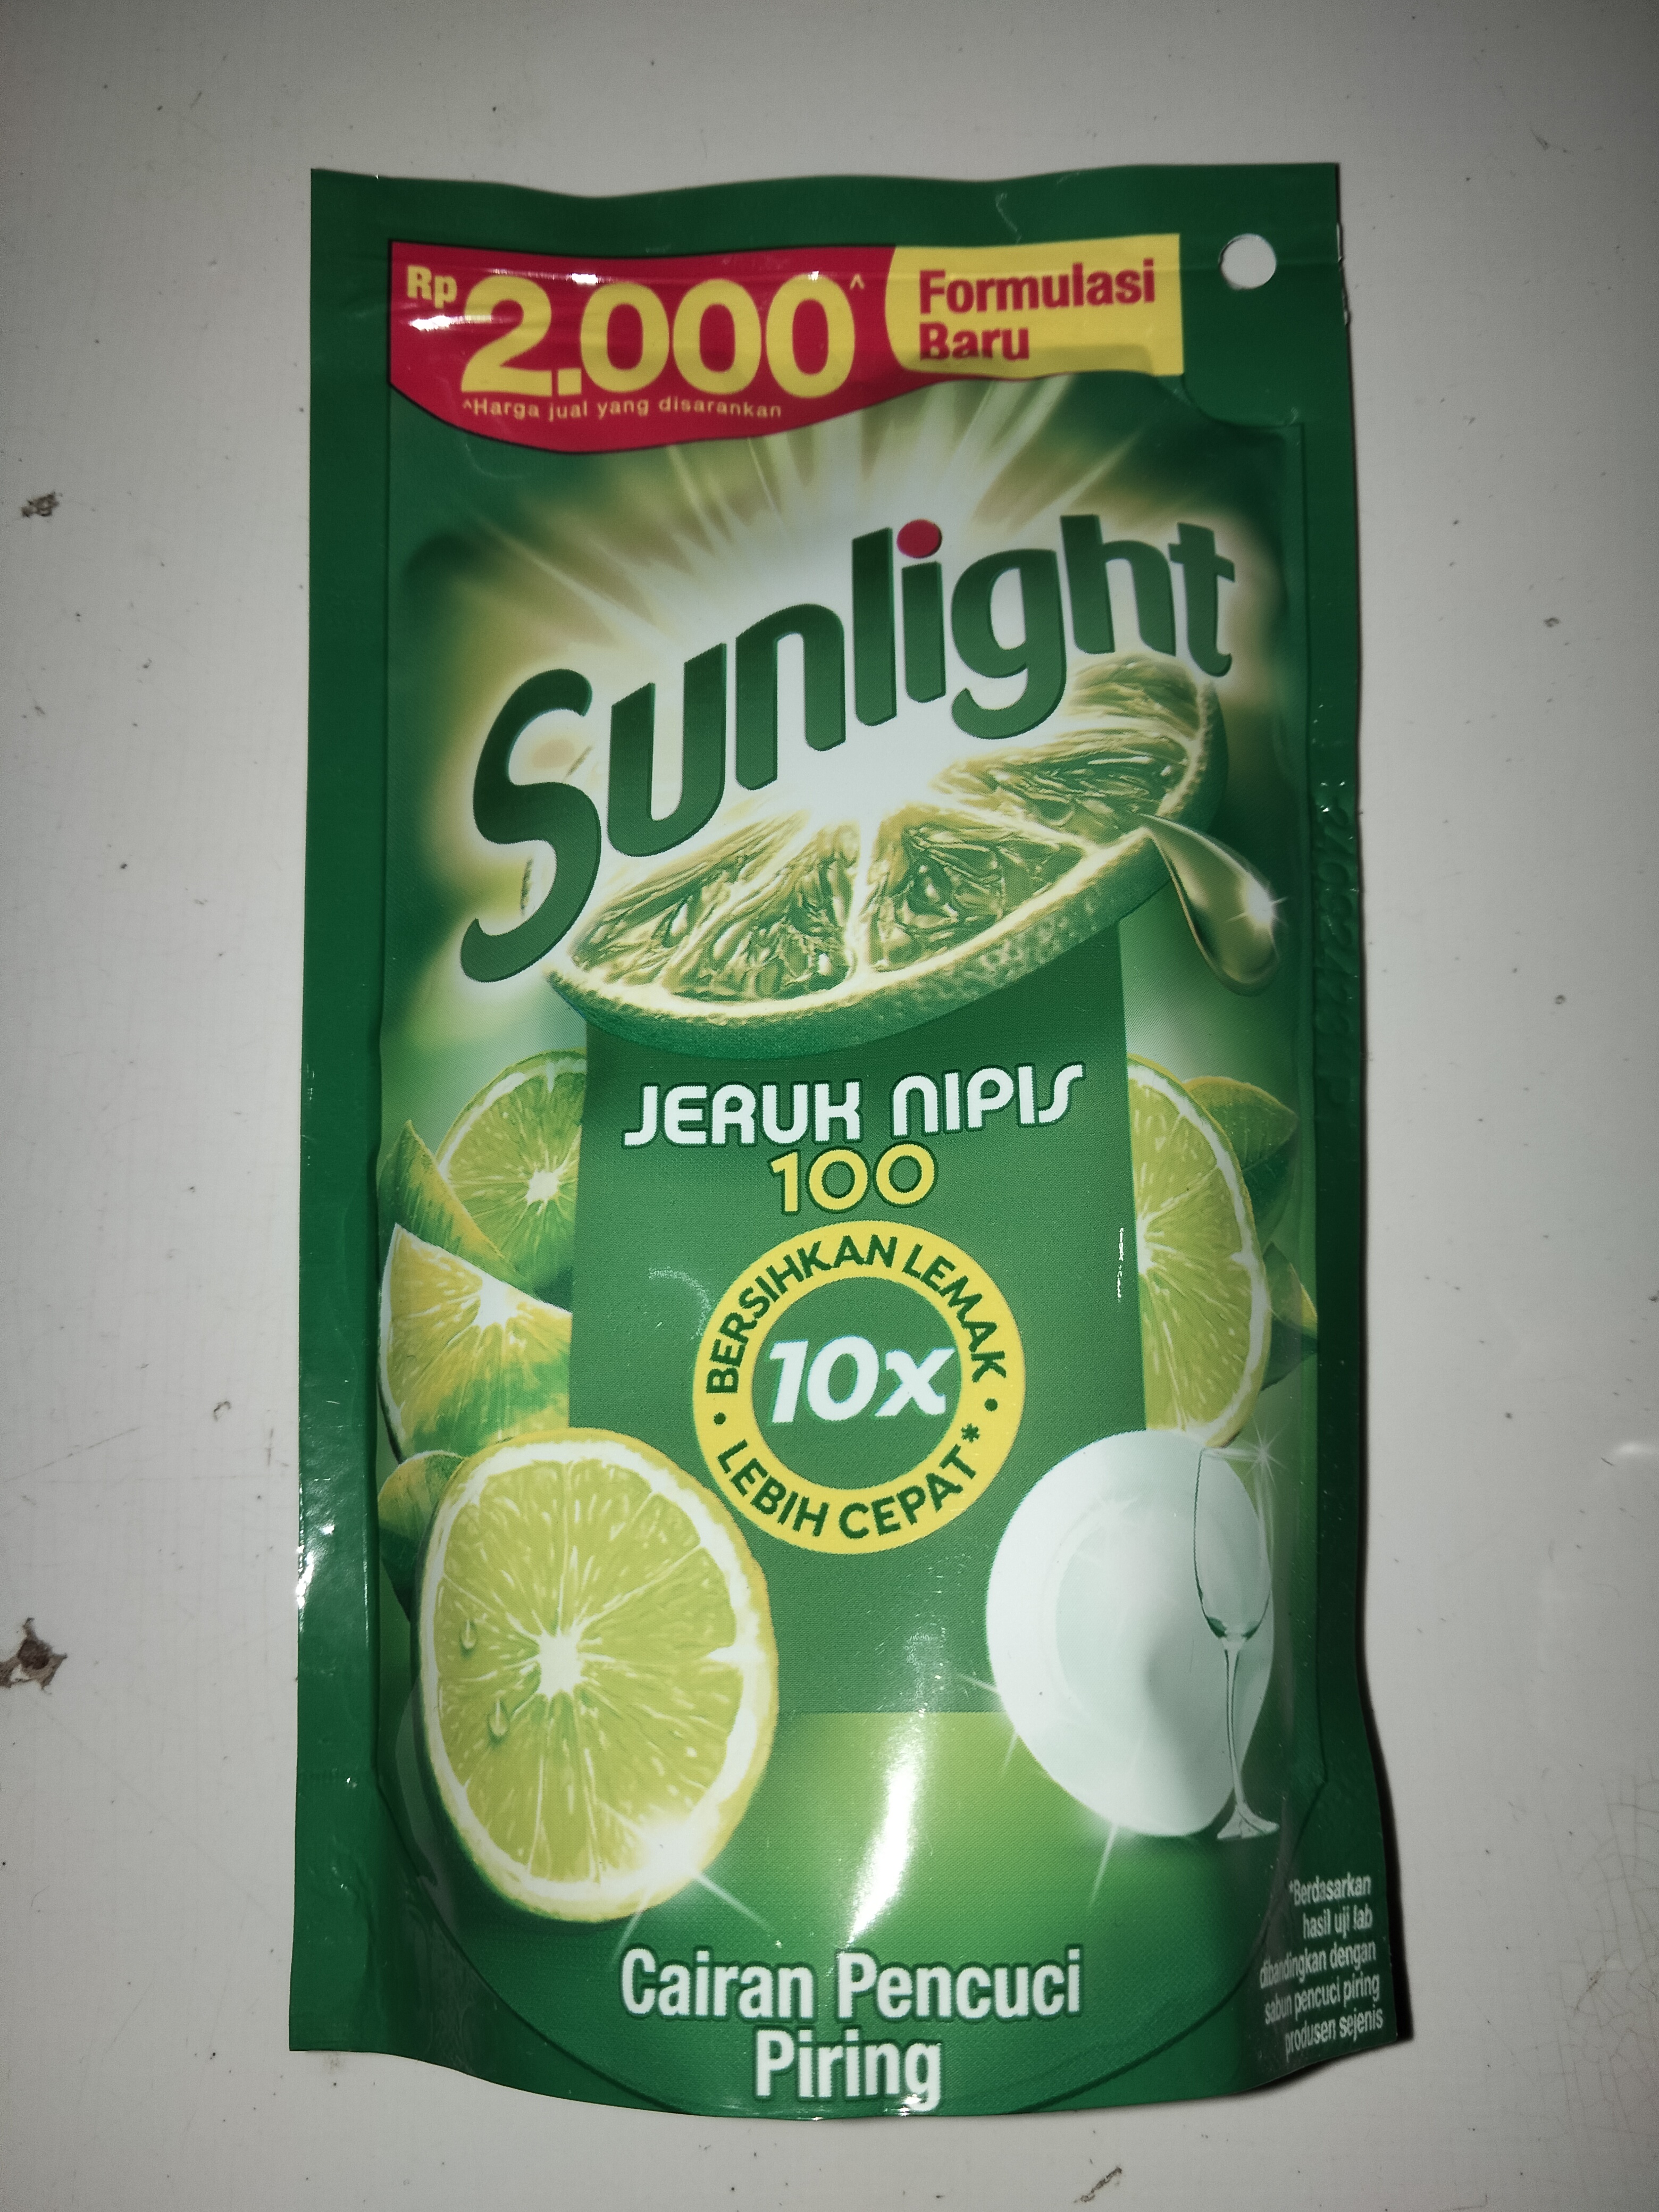 Rp 2.000^
^Harga jual yang disarankan
Formulasi
Baru
Sunlight
JERUK NIPIS
100
BERSIHKAN LEMAK
10x
LEBIH CEPAT*
*Berdasarkan
hasil uji lab
dibandingkan dengan
sabun pencuci piring
produsen sejenis
Cairan Pencuci
Piring